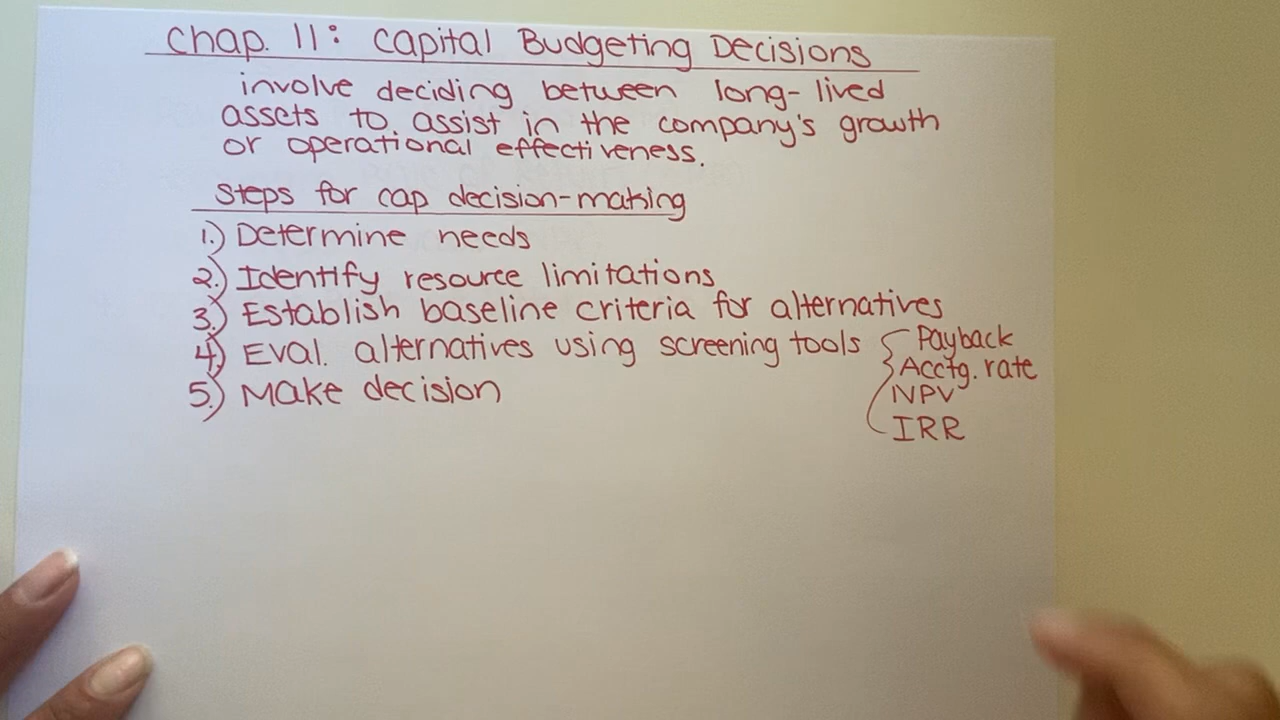 Chap. 11: Capital Budgeting Decisions
involve deciding between long-lived
assets to assist in the company's growth
or operational effectiveness.
Steps for cap decision-making
1.) Determine needs
2.) Identify resource limitations
3.) Establish baseline criteria for alternatives
4.) Eval. alternatives using screening tools
Payback
Acctg. rate
NPV
IRR
5.) Make decision